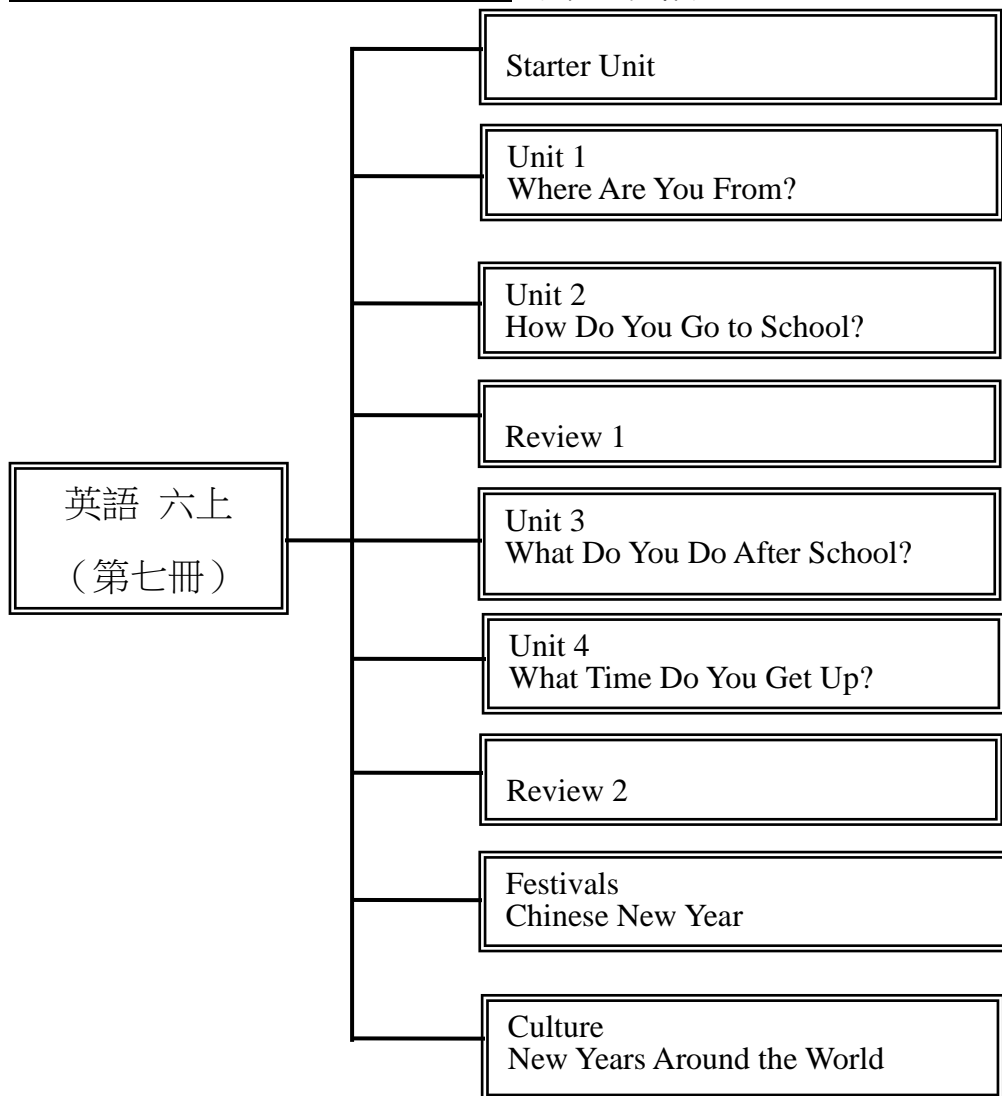 Starter Unit
Unit 1
Where Are You From?
Unit 2
How Do You Go to School?
Review 1
英語 六上
（第七冊）
Unit 3
What Do You Do After School?
Unit 4
What Time Do You Get Up?
Review 2
Festivals
Chinese New Year
Culture
New Years Around the World